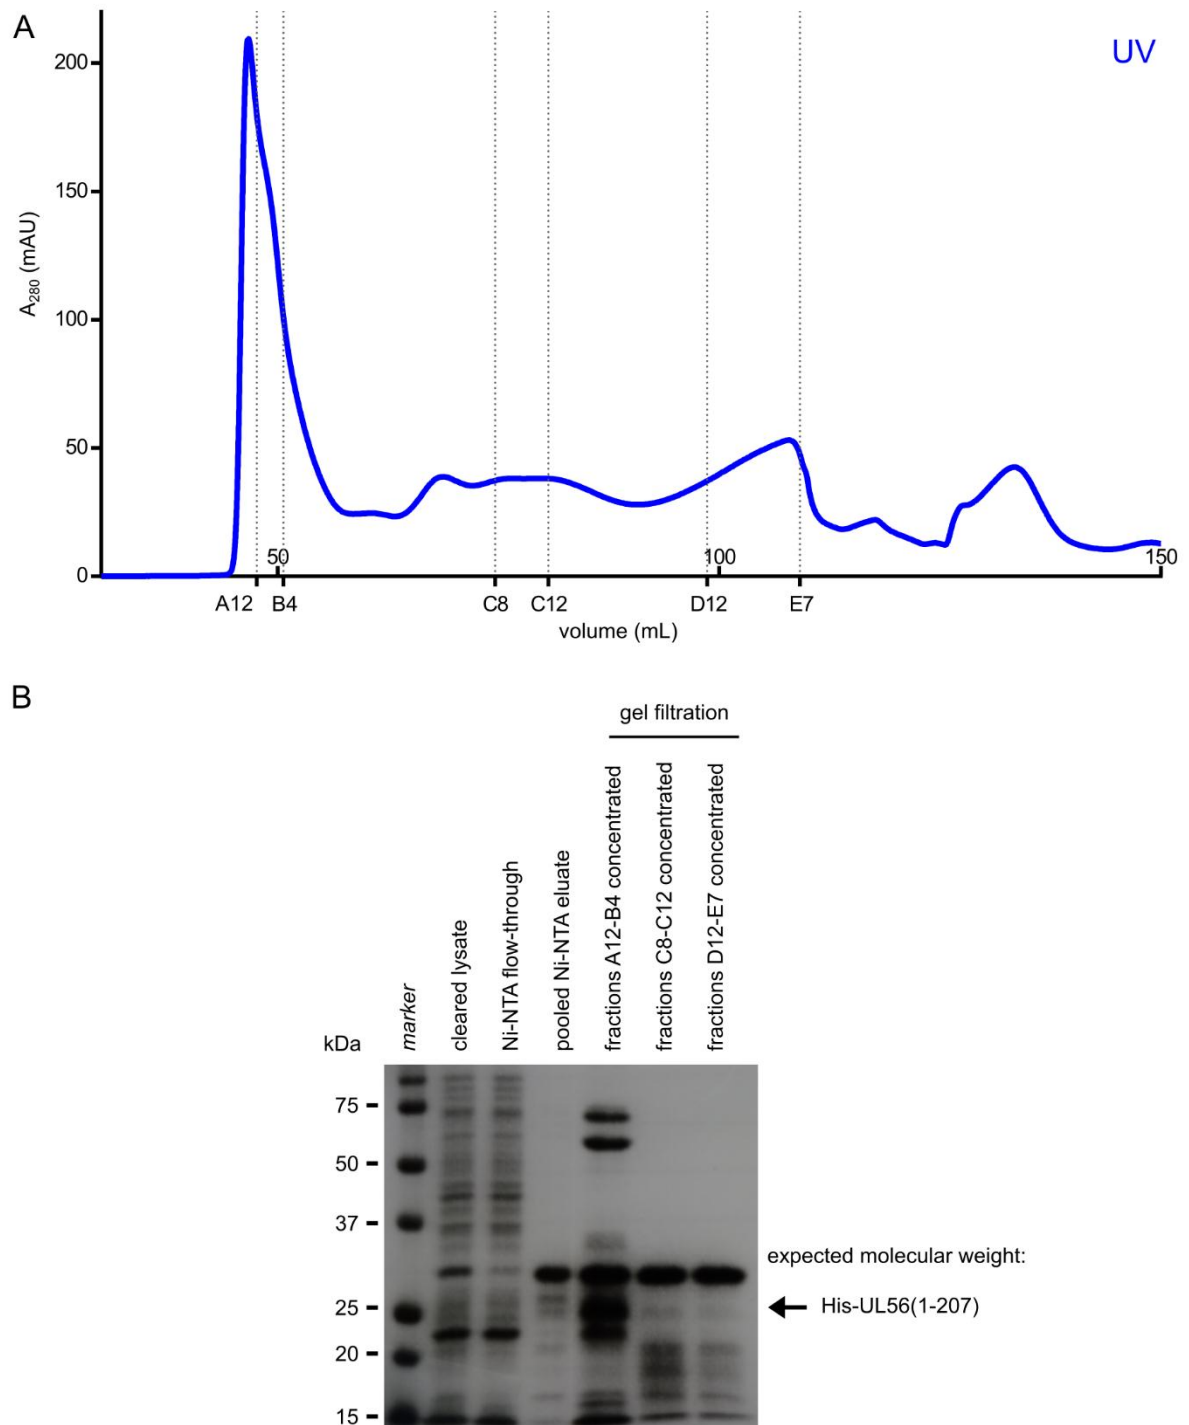 A
UV
200
150
100
50
0
A280 (mAU)
50
100
150
A12
B4
C8
C12
D12
E7
volume (mL)
B
gel filtration
marker
cleared lysate
Ni-NTA flow-through
pooled Ni-NTA eluate
fractions A12-B4 concentrated
fractions C8-C12 concentrated
fractions D12-E7 concentrated
kDa
75
50
37
25
20
15
expected molecular weight:
His-UL56(1-207)